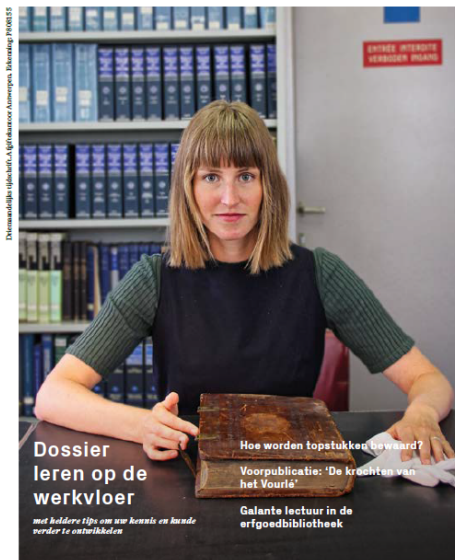 Driemaandelijks tijdschrift. Afgiftekantoor Antwerpen. Erkenning: P808155
ENTRÉE INTERDITE
VERBODEN INGANG
Dossier
leren op de
werkvloer
met heldere tips om uw kennis en kunde
verder te ontwikkelen
Hoe worden topstukken bewaard?
Voorpublicatie: ‘De krochten van
het Vourlé’
Galante lectuur in de
erfgoedbibliotheek